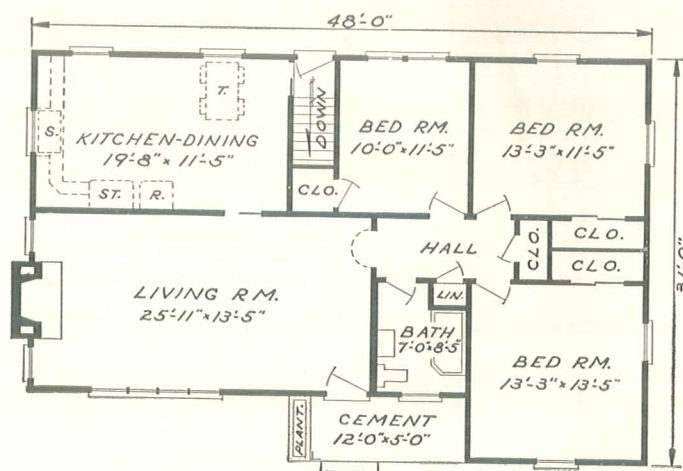 48'-0"
KITCHEN-DINING
19'-8" x 11'-5"
S.
T.
ST.
R.
DOWN
CLO.
BED RM.
10'-0" x 11'-5"
BED RM.
13'-3" x 11'-5"
HALL
CLO.
CLO.
CLO.
LIN.
LIVING RM.
25'-11" x 13'-5"
BATH
7'-0" x 8'-5"
BED RM.
13'-3" x 13'-5"
PLANT.
CEMENT
12'-0" x 5'-0"